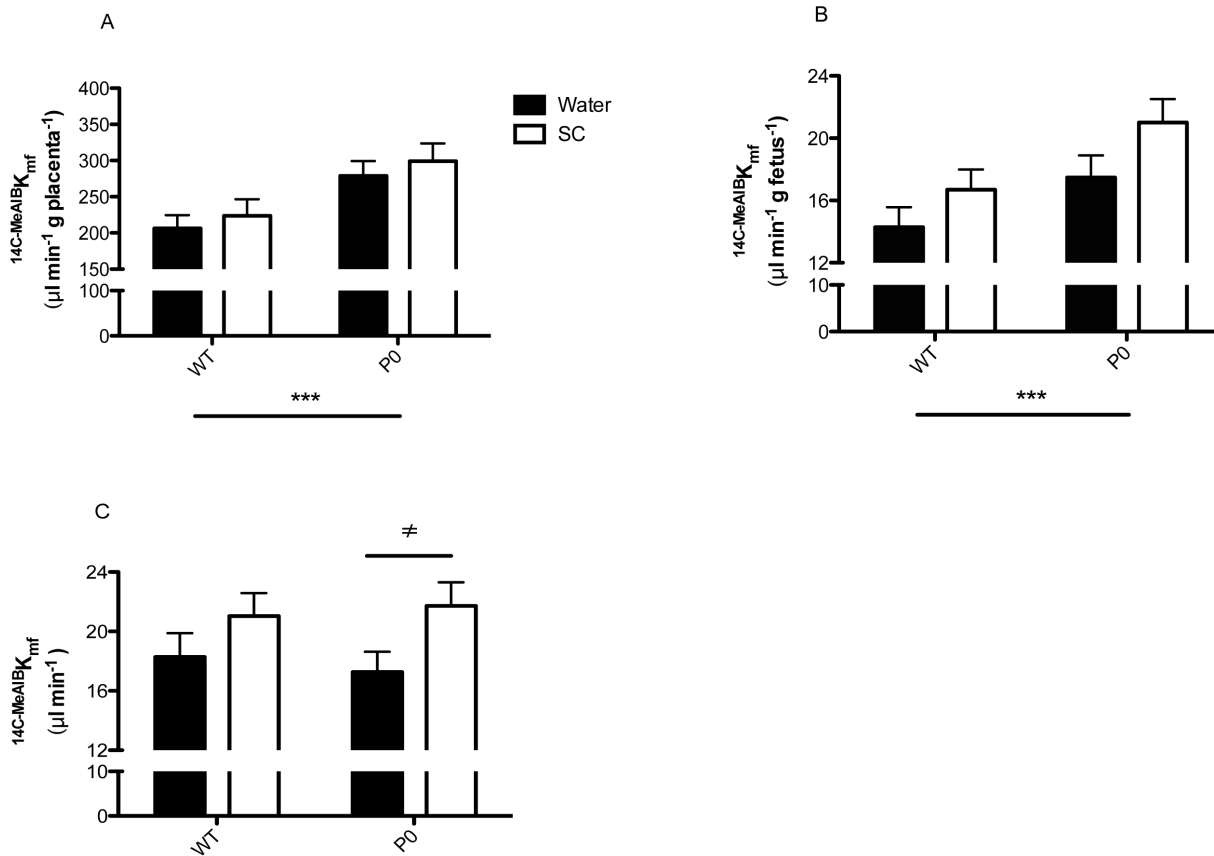 A
14C-MeAIBKmf
(µl min-1 g placenta-1)
400
350
300
250
200
150
100
0
WT
P0
***
Water
SC
B
14C-MeAIBKmf
(µl min-1 g fetus-1)
24
20
16
12
10
0
WT
P0
***
C
14C-MeAIBKmf
(µl min-1 )
24
20
16
12
10
0
WT
P0
≠